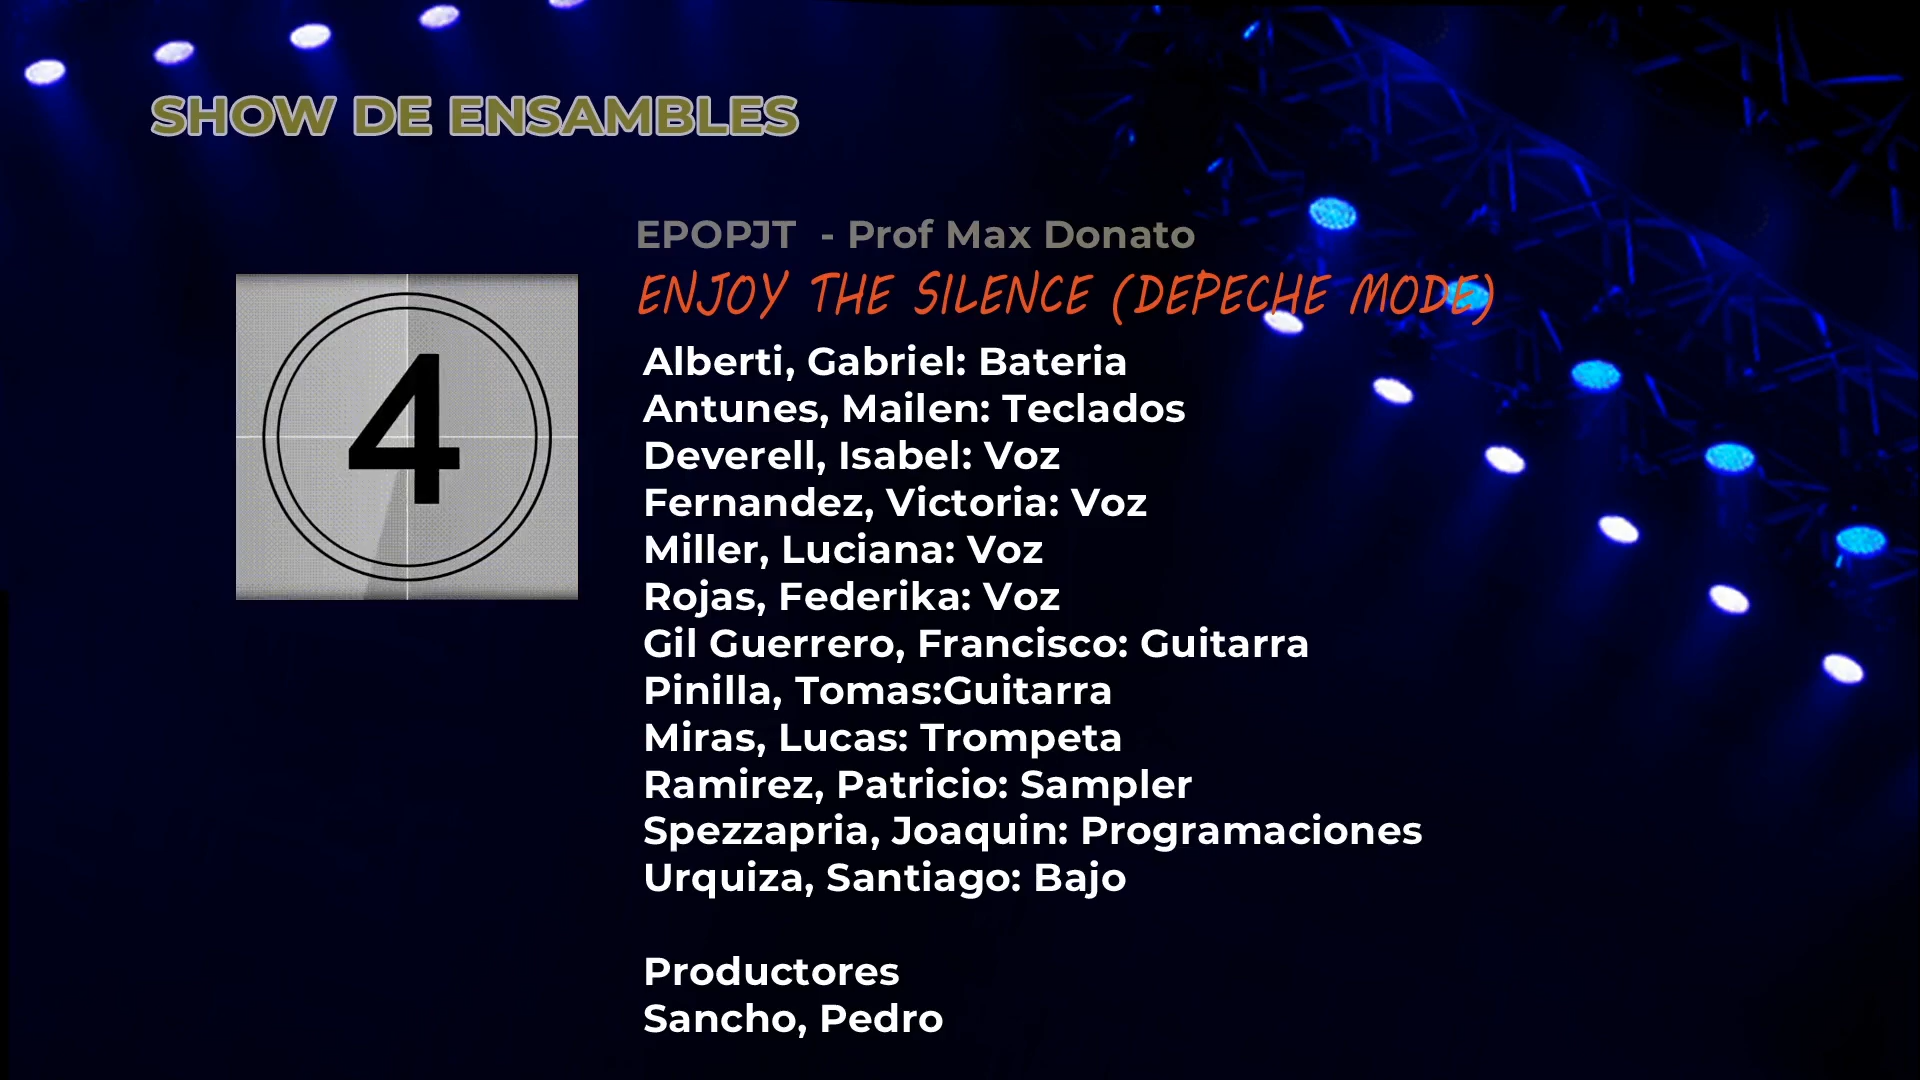 SHOW DE ENSAMBLES
EPOPJT - Prof Max Donato
ENJOY THE SILENCE (DEPECHE MODE)
4
Alberti, Gabriel: Bateria
Antunes, Mailen: Teclados
Deverell, Isabel: Voz
Fernandez, Victoria: Voz
Miller, Luciana: Voz
Rojas, Federika: Voz
Gil Guerrero, Francisco: Guitarra
Pinilla, Tomas:Guitarra
Miras, Lucas: Trompeta
Ramirez, Patricio: Sampler
Spezzapria, Joaquin: Programaciones
Urquiza, Santiago: Bajo
Productores
Sancho, Pedro